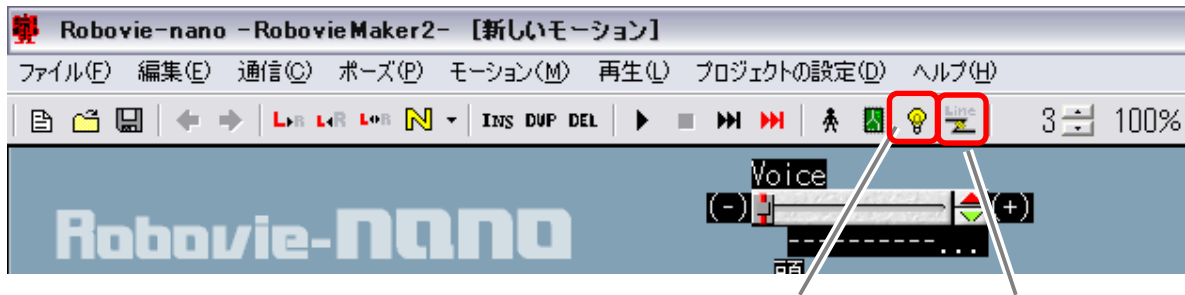 Robovie-nano -RobovieMaker2- [新しいモーション]
ファイル(F) 編集(E) 通信(C) ポーズ(P) モーション(M) 再生(L) プロジェクトの設定(D) ヘルプ(H)
L▸R L◂R L↔R N INS DUP DEL Line 3 100%
Voice
(-) (+)
Robovie-nano
----------...
頭